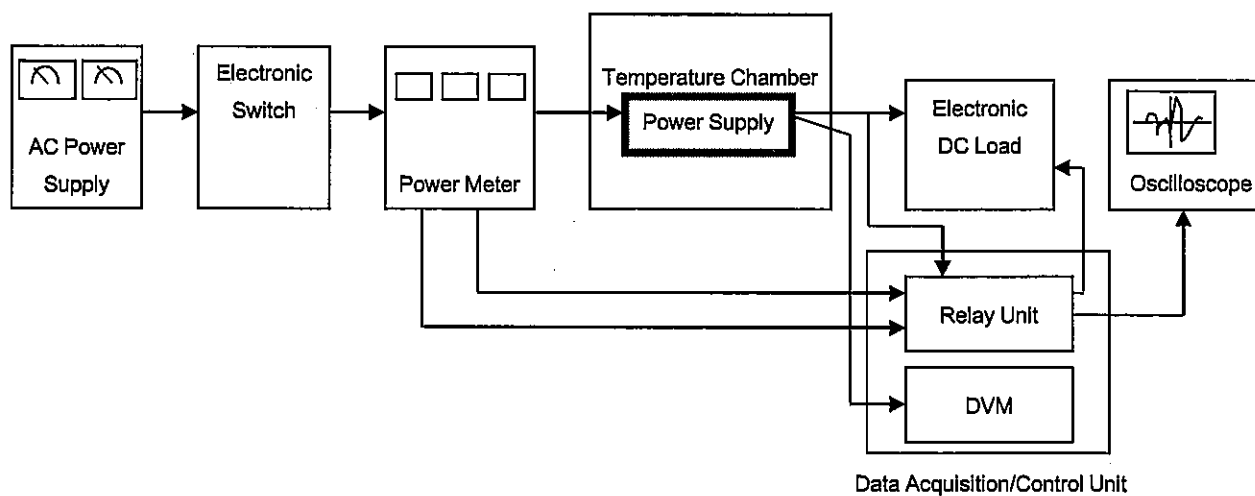 AC Power
Supply
Electronic
Switch
Power Meter
Temperature Chamber
Power Supply
Electronic
DC Load
Oscilloscope
Relay Unit
DVM
Data Acquisition/Control Unit